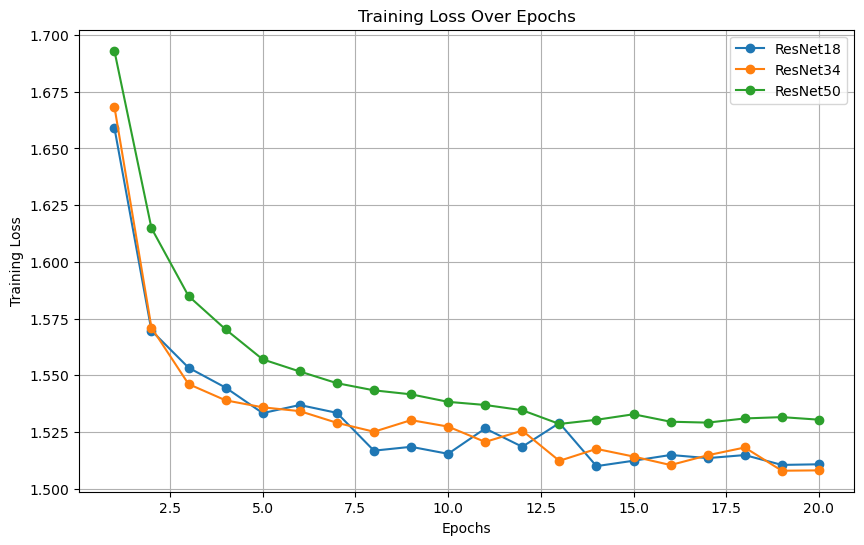 Training Loss Over Epochs
ResNet18
ResNet34
ResNet50
Training Loss
1.700
1.675
1.650
1.625
1.600
1.575
1.550
1.525
1.500
2.5 5.0 7.5 10.0 12.5 15.0 17.5 20.0
Epochs